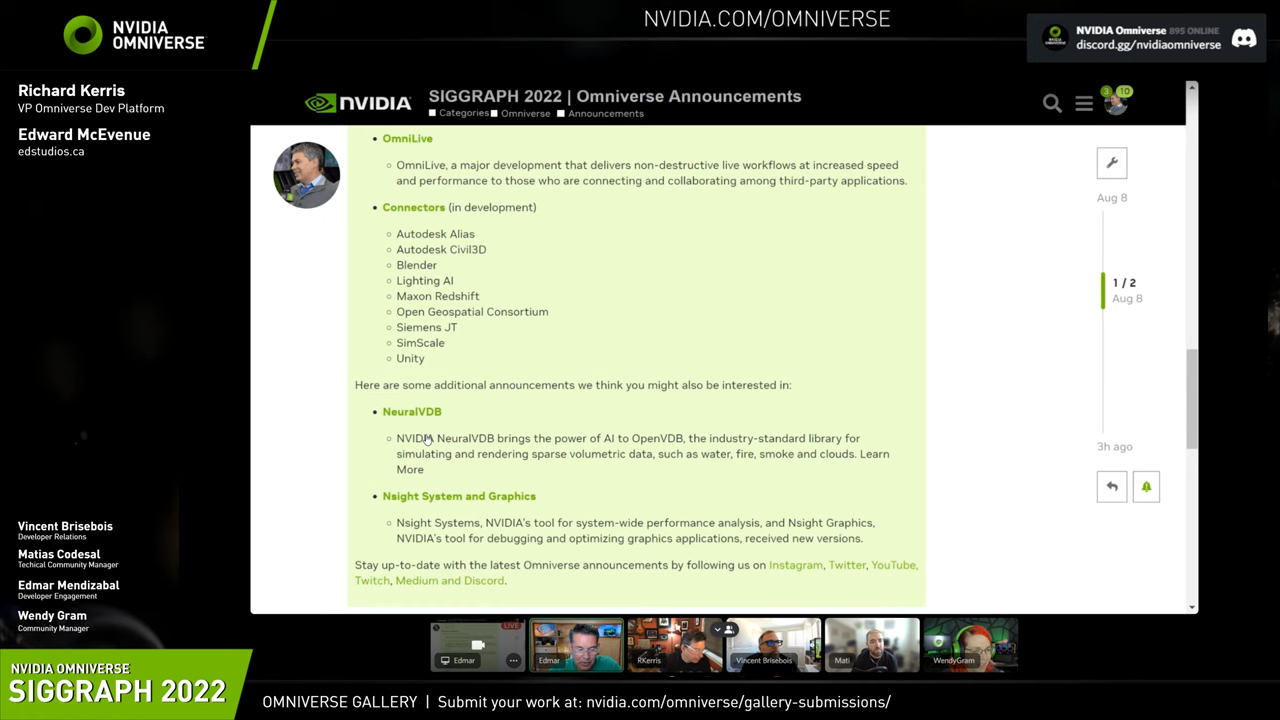 NVIDIA
OMNIVERSE
NVIDIA.COM/OMNIVERSE
NVIDIA Omniverse 895 ONLINE
discord.gg/nvidiaomniverse
Richard Kerris
VP Omniverse Dev Platform
Edward McEvenue
edstudios.ca
NVIDIA
SIGGRAPH 2022 | Omniverse Announcements
Categories Omniverse Announcements
3 10
OmniLive
OmniLive, a major development that delivers non-destructive live workflows at increased speed
and performance to those who are connecting and collaborating among third-party applications.
Connectors (in development)
Autodesk Alias
Autodesk Civil3D
Blender
Lighting AI
Maxon Redshift
Open Geospatial Consortium
Siemens JT
SimScale
Unity
Here are some additional announcements we think you might also be interested in:
NeuralVDB
NVIDIA NeuralVDB brings the power of AI to OpenVDB, the industry-standard library for
simulating and rendering sparse volumetric data, such as water, fire, smoke and clouds. Learn
More
Nsight System and Graphics
Nsight Systems, NVIDIA's tool for system-wide performance analysis, and Nsight Graphics,
NVIDIA's tool for debugging and optimizing graphics applications, received new versions.
Stay up-to-date with the latest Omniverse announcements by following us on Instagram, Twitter, YouTube,
Twitch, Medium and Discord.
Aug 8
1 / 2
Aug 8
3h ago
Vincent Brisebois
Developer Relations
Matias Codesal
Techical Community Manager
Edmar Mendizabal
Developer Engagement
Wendy Gram
Community Manager
LIVE
Edmar
Edmar
RKerris
Vincent Brisebois
Mati
WendyGram
NVIDIA OMNIVERSE
SIGGRAPH 2022
OMNIVERSE GALLERY | Submit your work at: nvidia.com/omniverse/gallery-submissions/